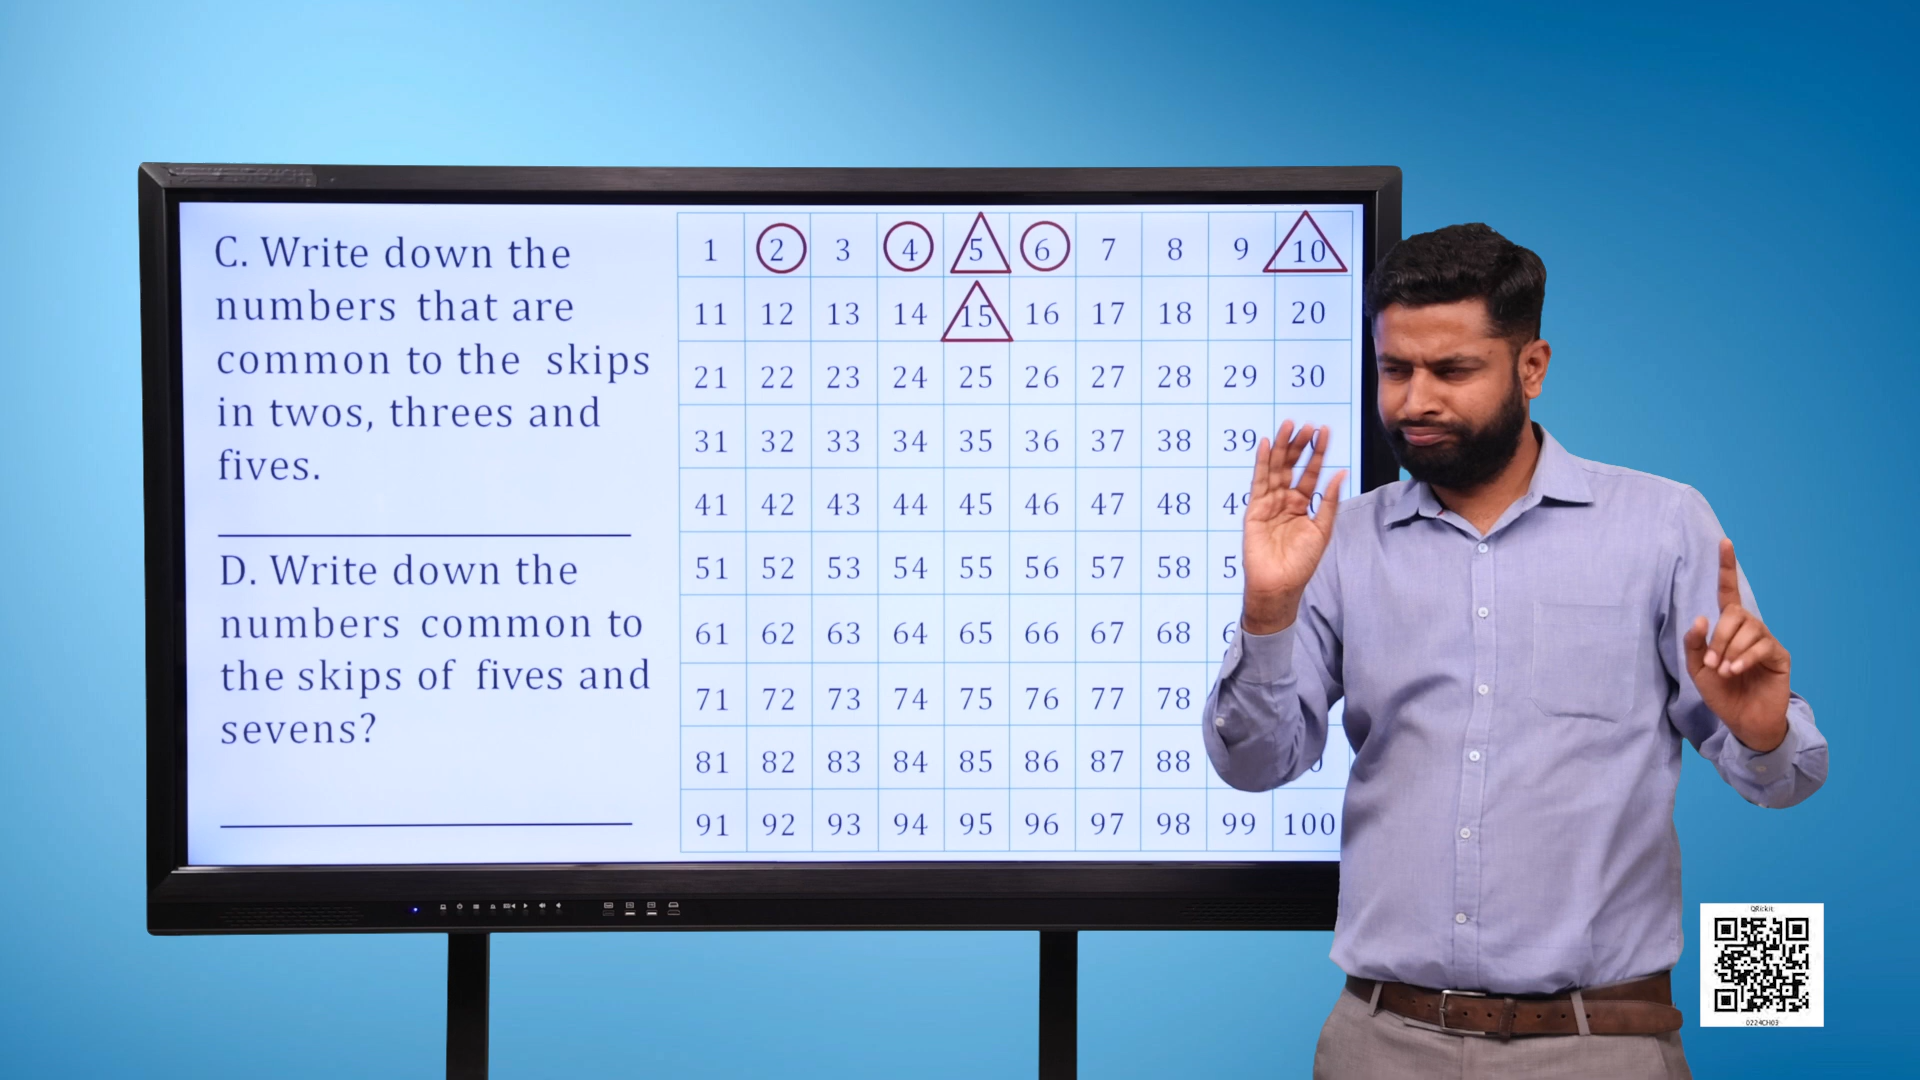 C. Write down the
numbers that are
common to the skips
in twos, threes and
fives.
D. Write down the
numbers common to
the skips of fives and
sevens?
1 2 3 4 5 6 7 8 9 10
11 12 13 14 15 16 17 18 19 20
21 22 23 24 25 26 27 28 29 30
31 32 33 34 35 36 37 38 39
41 42 43 44 45 46 47 48
51 52 53 54 55 56 57 58
61 62 63 64 65 66 67 68
71 72 73 74 75 76 77 78
81 82 83 84 85 86 87 88
91 92 93 94 95 96 97 98 99 100
QRickit
0224CH03